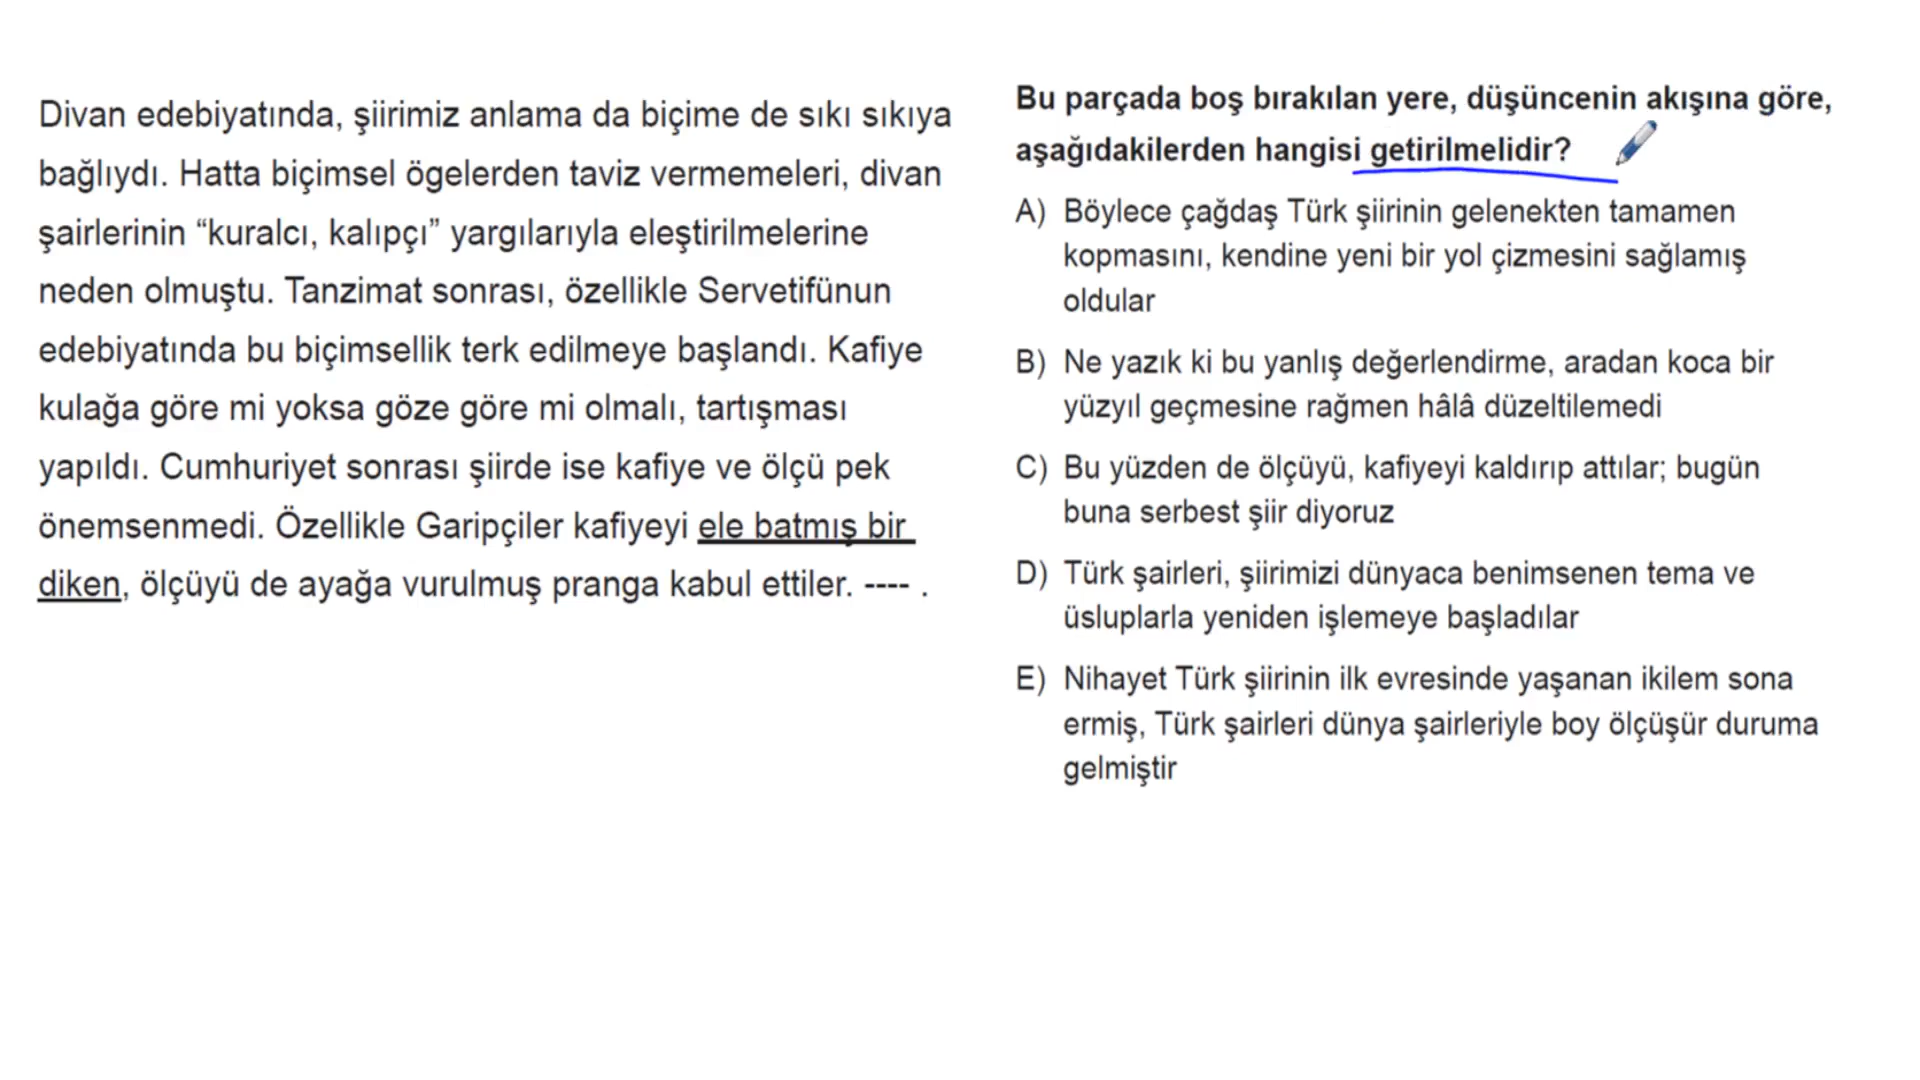 Divan edebiyatında, şiirimiz anlama da biçime de sıkı sıkıya
bağlıydı. Hatta biçimsel ögelerden taviz vermemeleri, divan
şairlerinin “kuralcı, kalıpçı” yargılarıyla eleştirilmelerine
neden olmuştu. Tanzimat sonrası, özellikle Servetifünun
edebiyatında bu biçimsellik terk edilmeye başlandı. Kafiye
kulağa göre mi yoksa göze göre mi olmalı, tartışması
yapıldı. Cumhuriyet sonrası şiirde ise kafiye ve ölçü pek
önemsenmedi. Özellikle Garipçiler kafiyeyi ele batmış bir
diken, ölçüyü de ayağa vurulmuş pranga kabul ettiler. ---- .
Bu parçada boş bırakılan yere, düşüncenin akışına göre,
aşağıdakilerden hangisi getirilmelidir?
A) Böylece çağdaş Türk şiirinin gelenekten tamamen
kopmasını, kendine yeni bir yol çizmesini sağlamış
oldular
B) Ne yazık ki bu yanlış değerlendirme, aradan koca bir
yüzyıl geçmesine rağmen hâlâ düzeltilemedi
C) Bu yüzden de ölçüyü, kafiyeyi kaldırıp attılar; bugün
buna serbest şiir diyoruz
D) Türk şairleri, şiirimizi dünyaca benimsenen tema ve
üsluplarla yeniden işlemeye başladılar
E) Nihayet Türk şiirinin ilk evresinde yaşanan ikilem sona
ermiş, Türk şairleri dünya şairleriyle boy ölçüşür duruma
gelmiştir